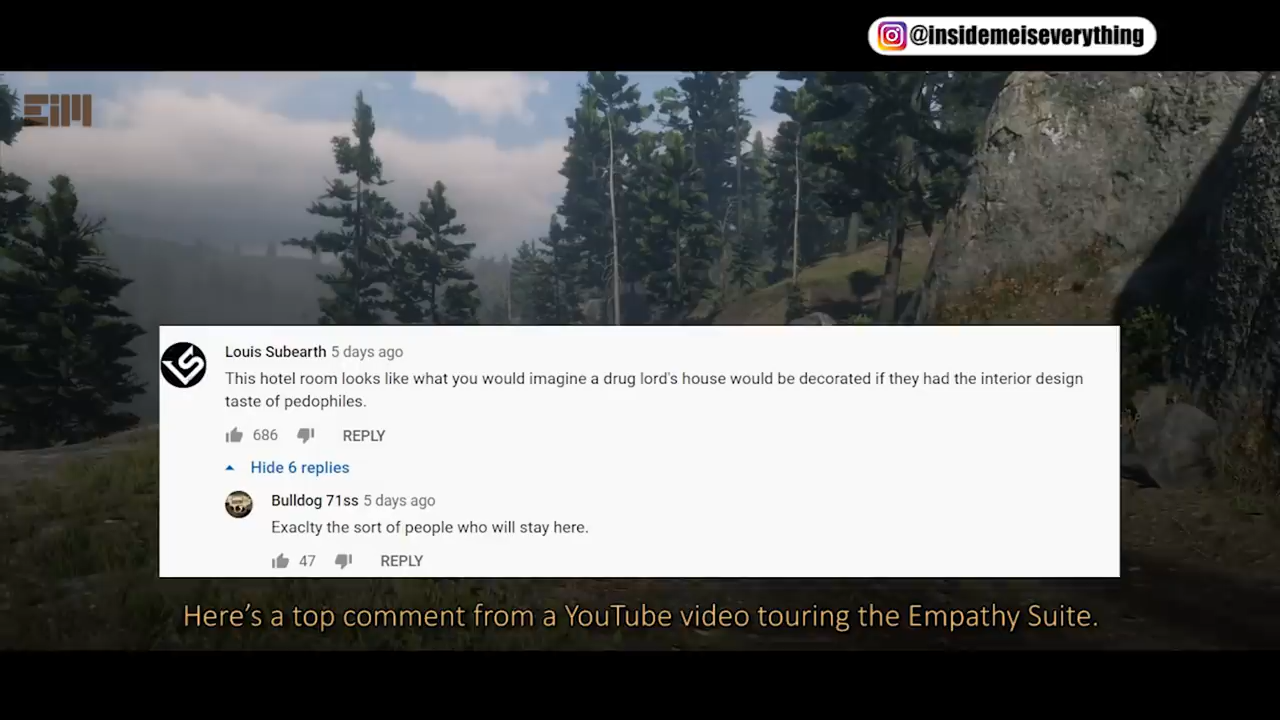 @insidemeiseverything
EIM
Louis Subearth 5 days ago
This hotel room looks like what you would imagine a drug lord's house would be decorated if they had the interior design
taste of pedophiles.
686 REPLY
Hide 6 replies
Bulldog 71ss 5 days ago
Exaclty the sort of people who will stay here.
47 REPLY
Here's a top comment from a YouTube video touring the Empathy Suite.